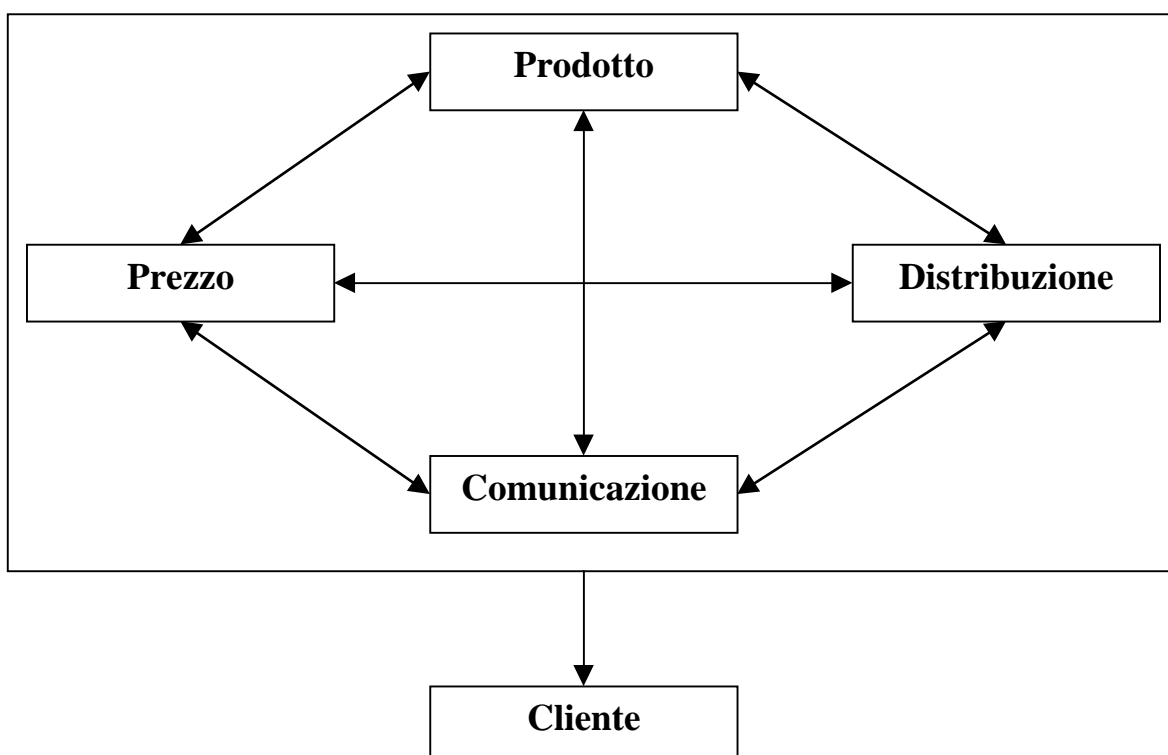 Prodotto
Prezzo
Distribuzione
Comunicazione
Cliente